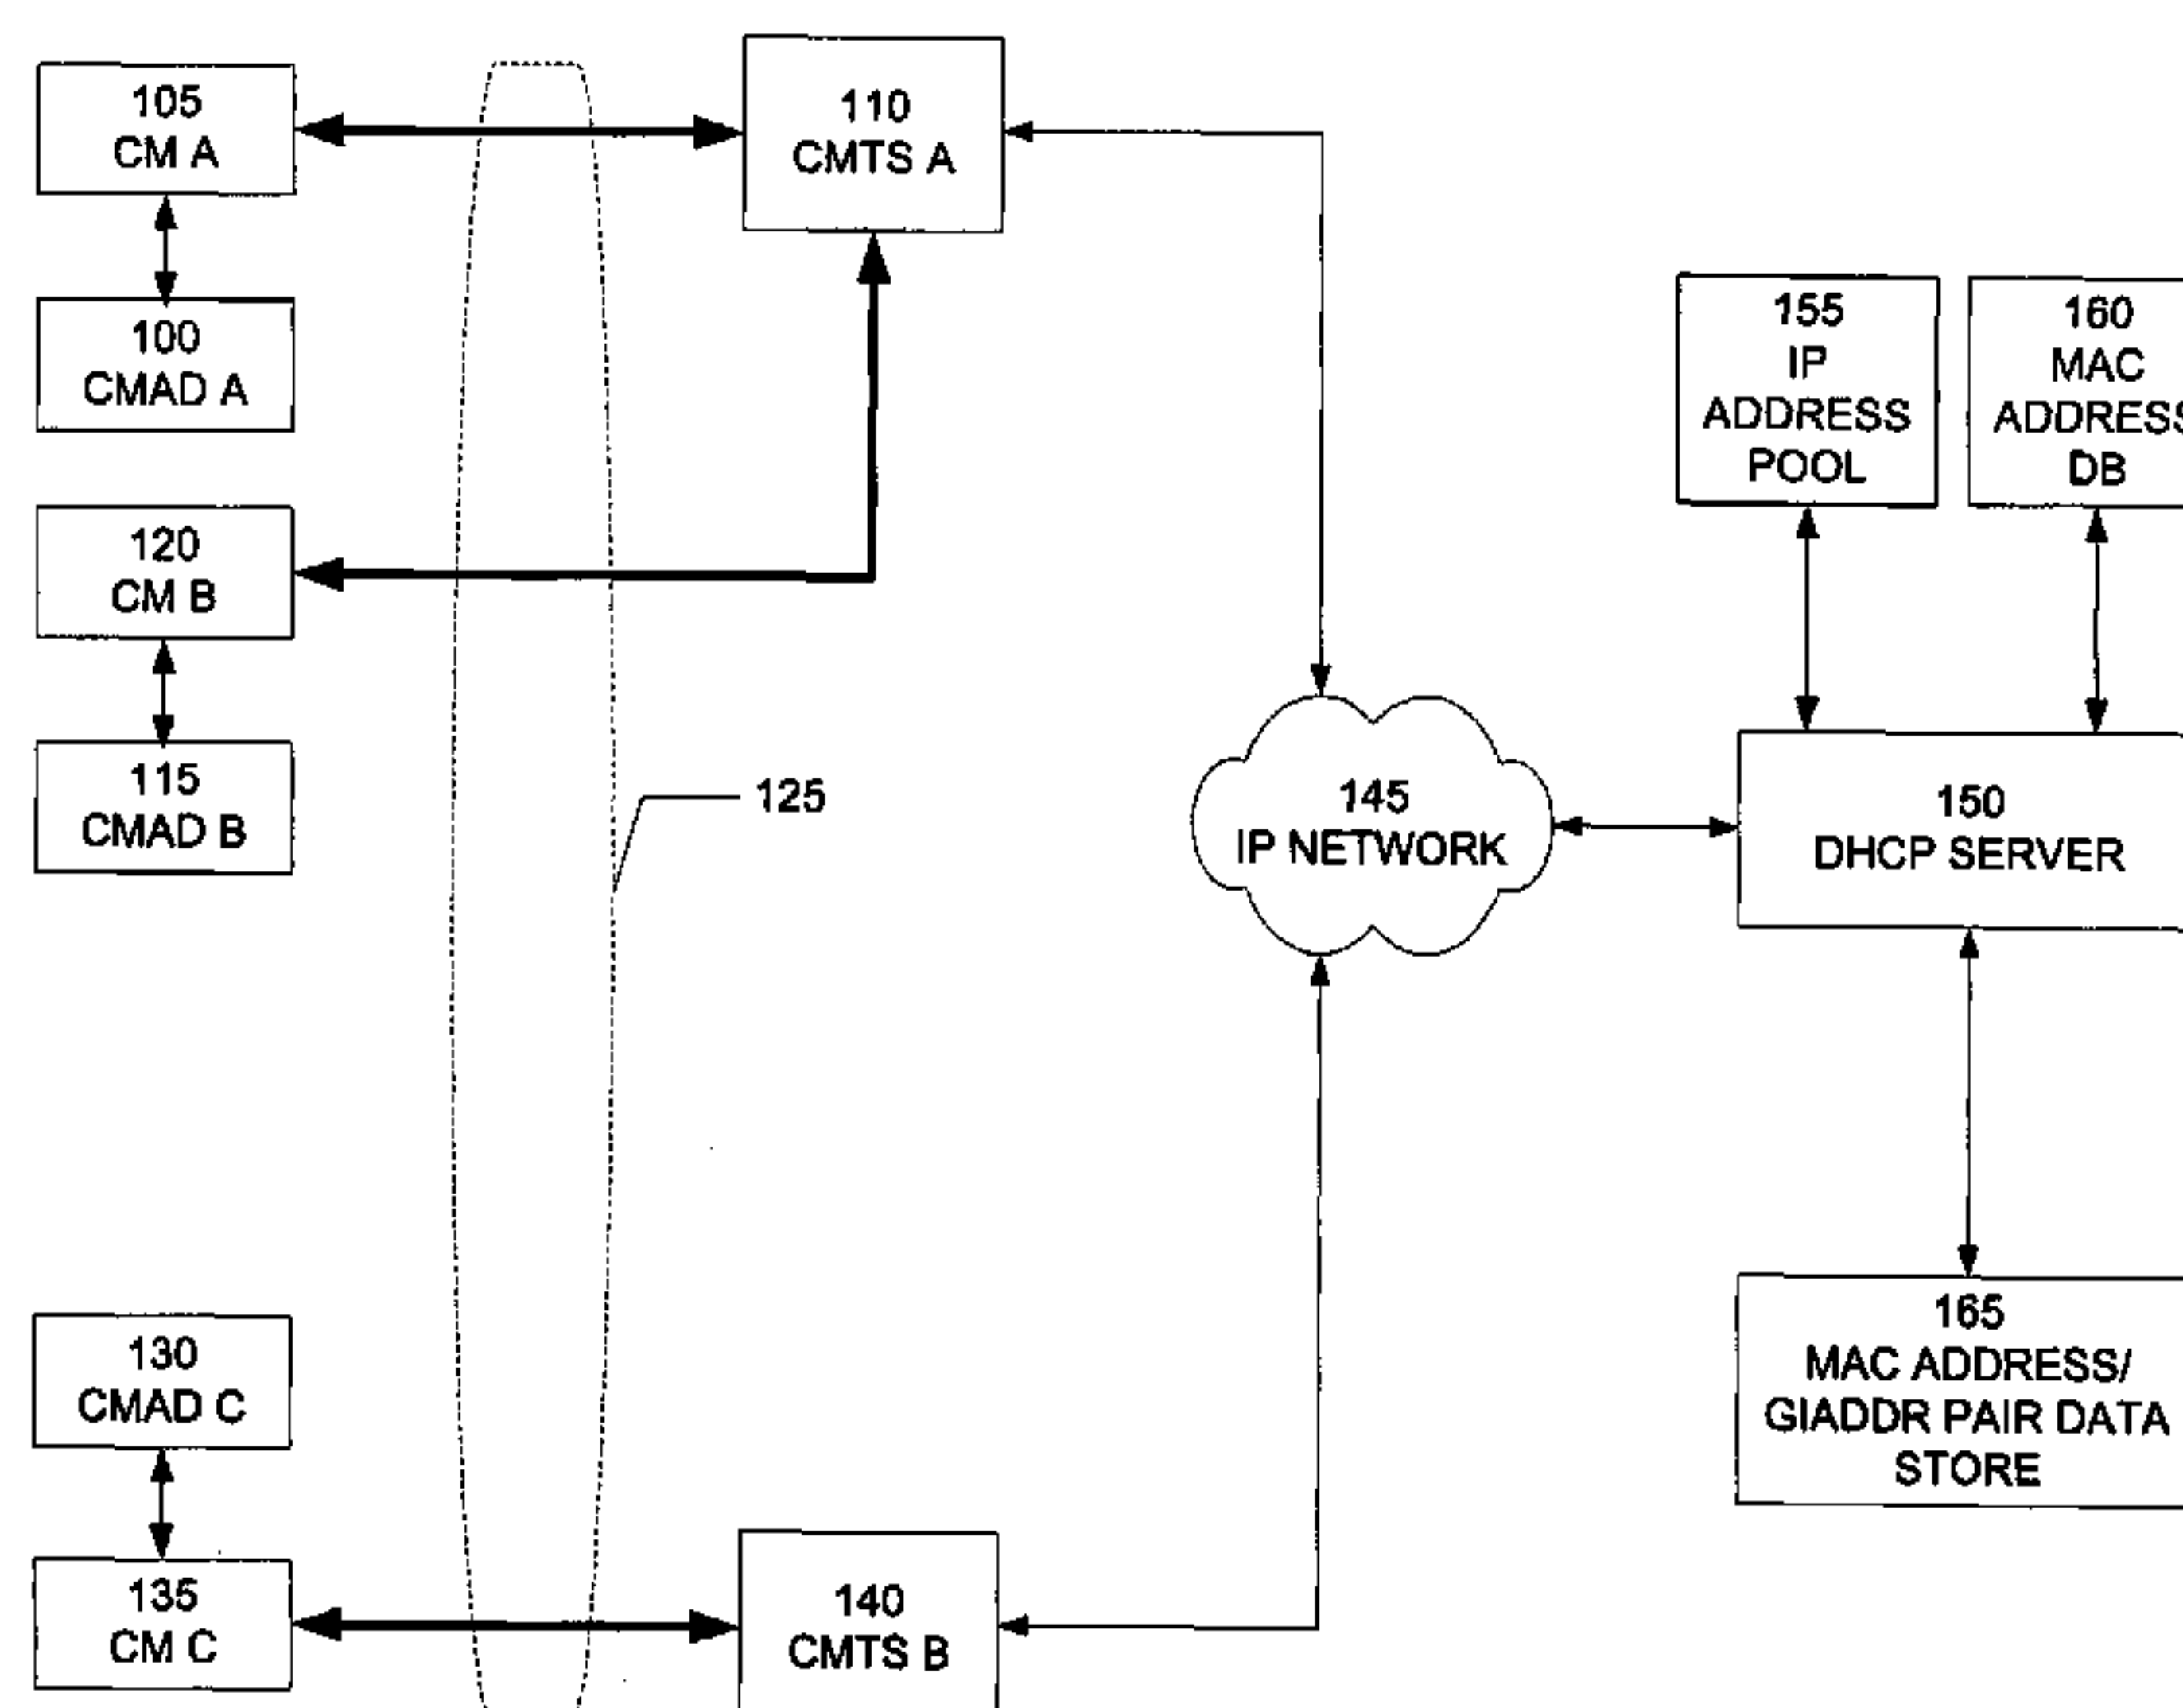 105
CM A
110
CMTS A
100
CMAD A
155
IP
ADDRESS
POOL
160
MAC
ADDRESS
DB
120
CM B
115
CMAD B
125
145
IP NETWORK
150
DHCP SERVER
130
CMAD C
165
MAC ADDRESS/
GIADDR PAIR DATA
STORE
135
CM C
140
CMTS B